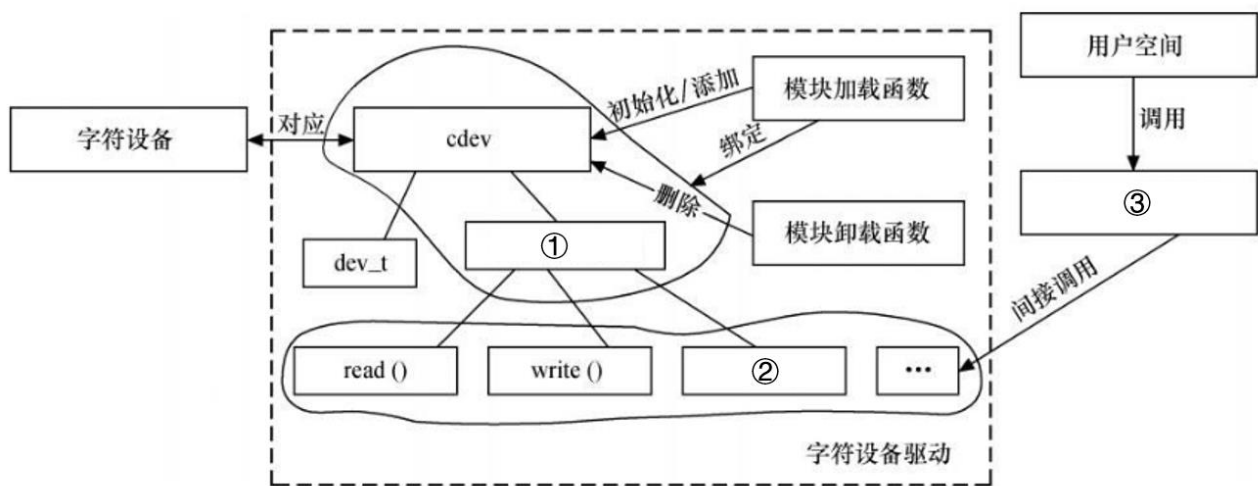 用户空间
模块加载函数
初始化/添加
调用
字符设备
对应
cdev
绑定
删除
③
①
模块卸载函数
dev_t
间接调用
read ()
write ()
②
···
字符设备驱动